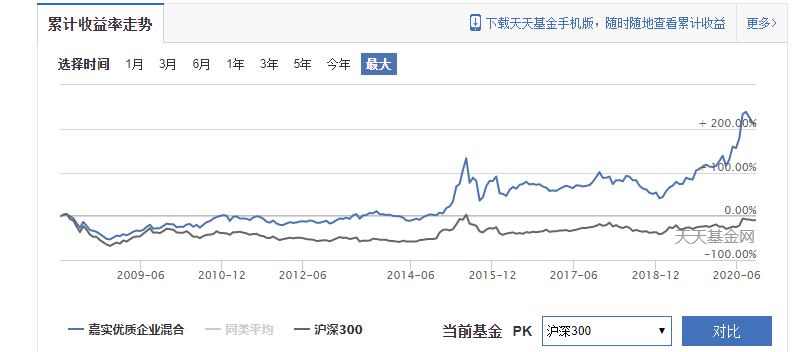 累计收益率走势 下载天天基金手机版，随时随地查看累计收益 更多>
选择时间 1月 3月 6月 1年 3年 5年 今年 最大
+ 200.00%
+ 100.00%
0.00%
天天基金网
-100.00%
2009-06 2010-12 2012-06 2014-06 2015-12 2017-06 2018-12 2020-06
嘉实优质企业混合 同类平均 沪深300 当前基金 PK 沪深300 对比